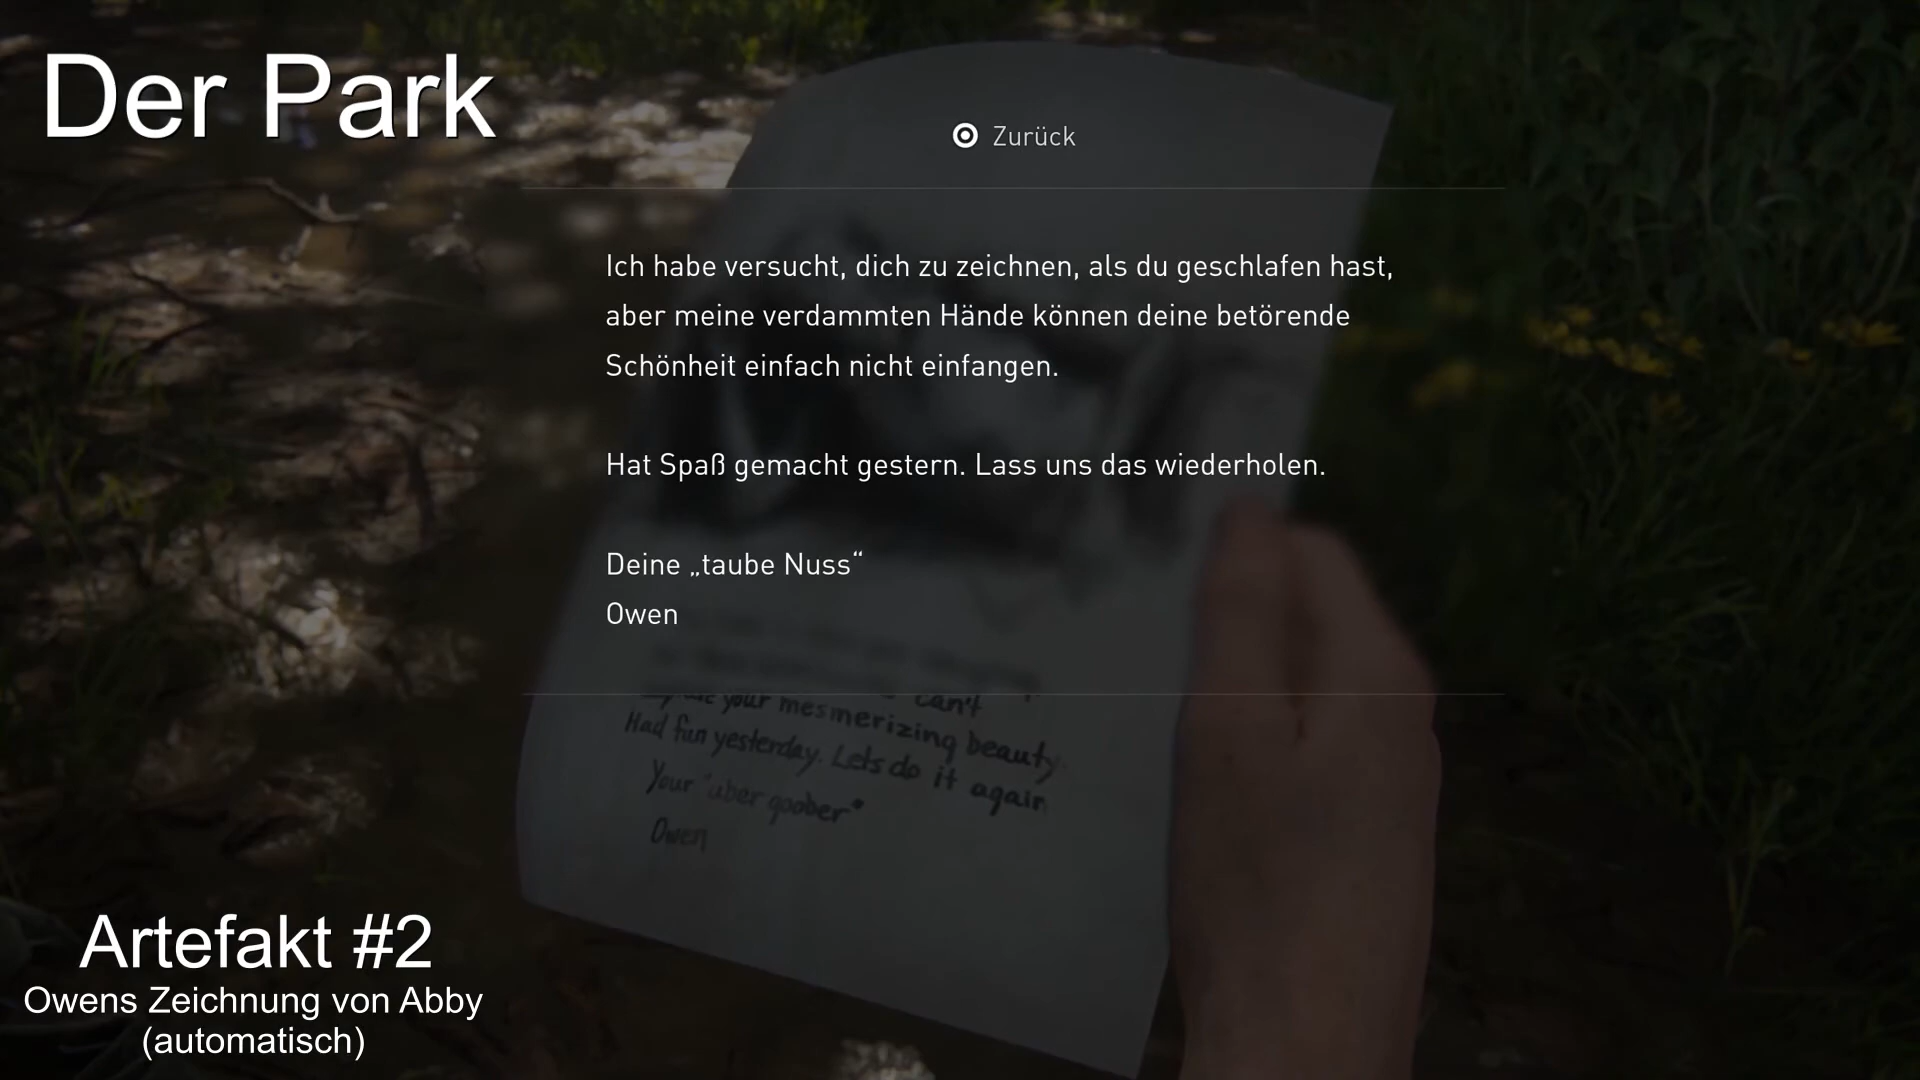 Der Park
Zurück
Ich habe versucht, dich zu zeichnen, als du geschlafen hast,
aber meine verdammten Hände können deine betörende
Schönheit einfach nicht einfangen.
Hat Spaß gemacht gestern. Lass uns das wiederholen.
Deine „taube Nuss“
Owen
can't
your mesmerizing beauty
Had fun yesterday. Lets do it again
Your "uber goober"
Owen
Artefakt #2
Owens Zeichnung von Abby
(automatisch)